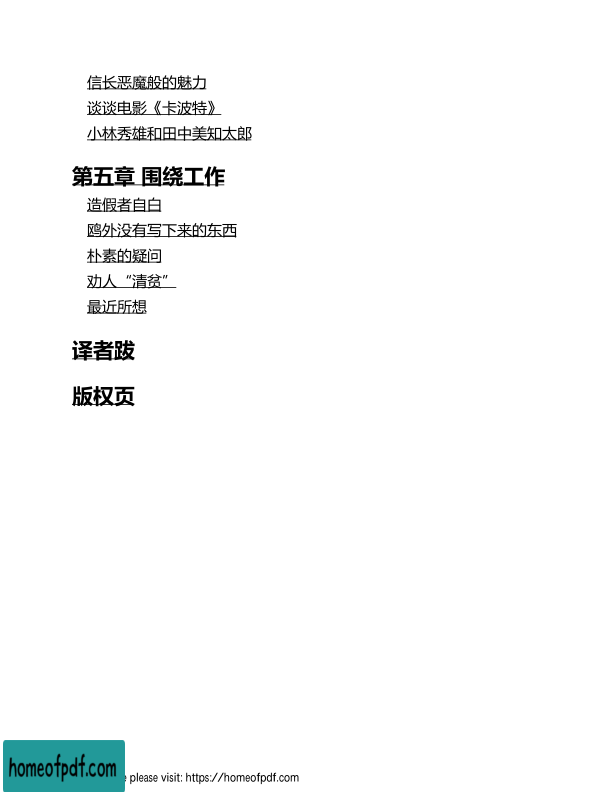 信长恶魔般的魅力
谈谈电影《卡波特》
小林秀雄和田中美知太郎
第五章 围绕工作
造假者自白
鸥外没有写下来的东西
朴素的疑问
劝人“清贫”
最近所想
译者跋
版权页
homeofpdf.com
e please visit: https://homeofpdf.com